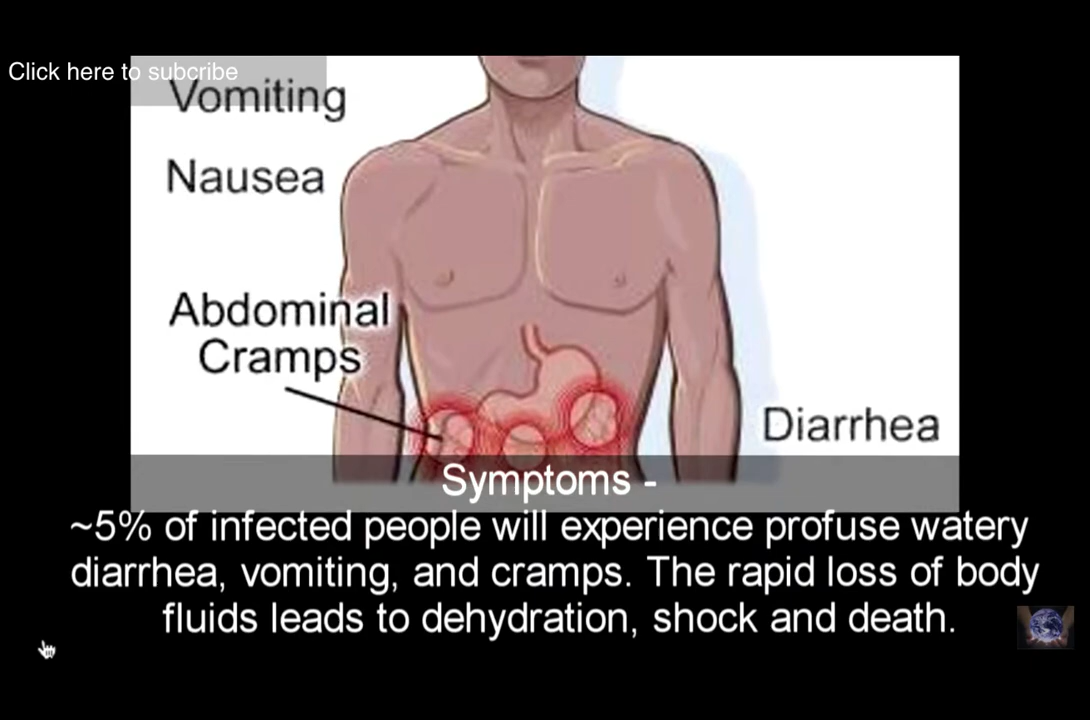 Click here to subcribe
Vomiting
Nausea
Abdominal
Cramps
Diarrhea
Symptoms -
~5% of infected people will experience profuse watery
diarrhea, vomiting, and cramps. The rapid loss of body
fluids leads to dehydration, shock and death.